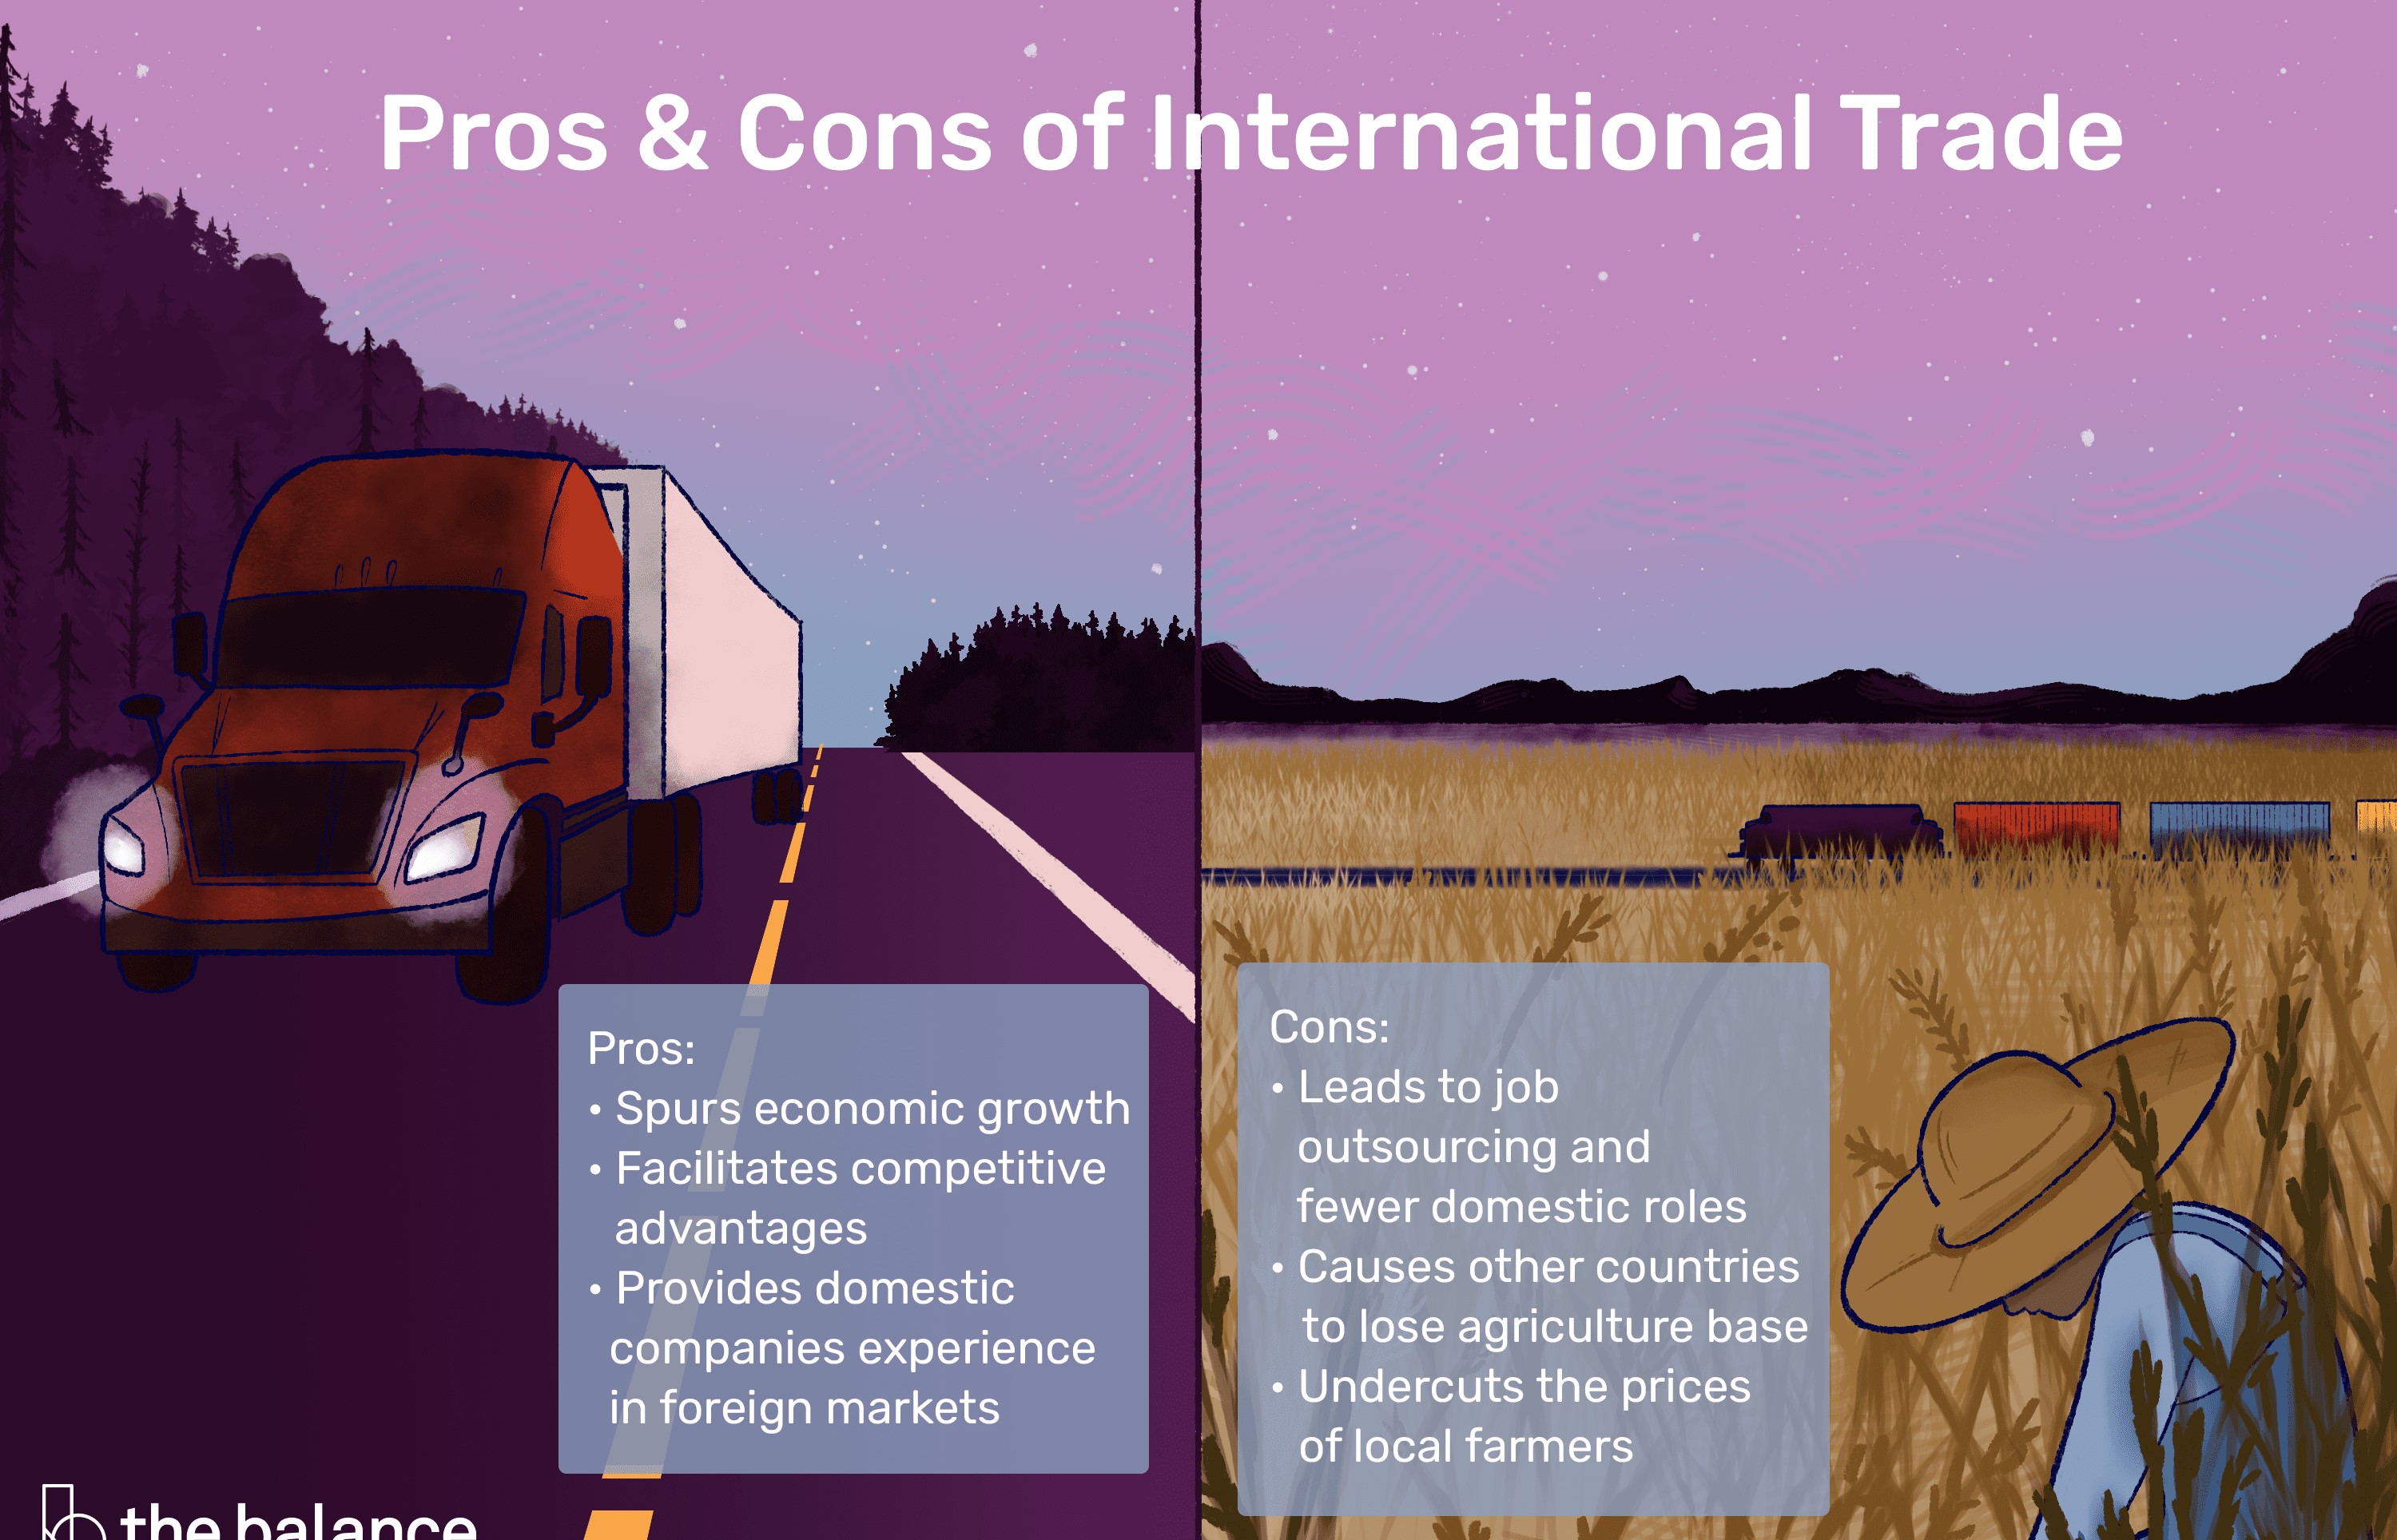 Pros & Cons of International Trade
Pros:
• Spurs economic growth
• Facilitates competitive
advantages
• Provides domestic
companies experience
in foreign markets
Cons:
• Leads to job
outsourcing and
fewer domestic roles
• Causes other countries
to lose agriculture base
• Undercuts the prices
of local farmers
the balance